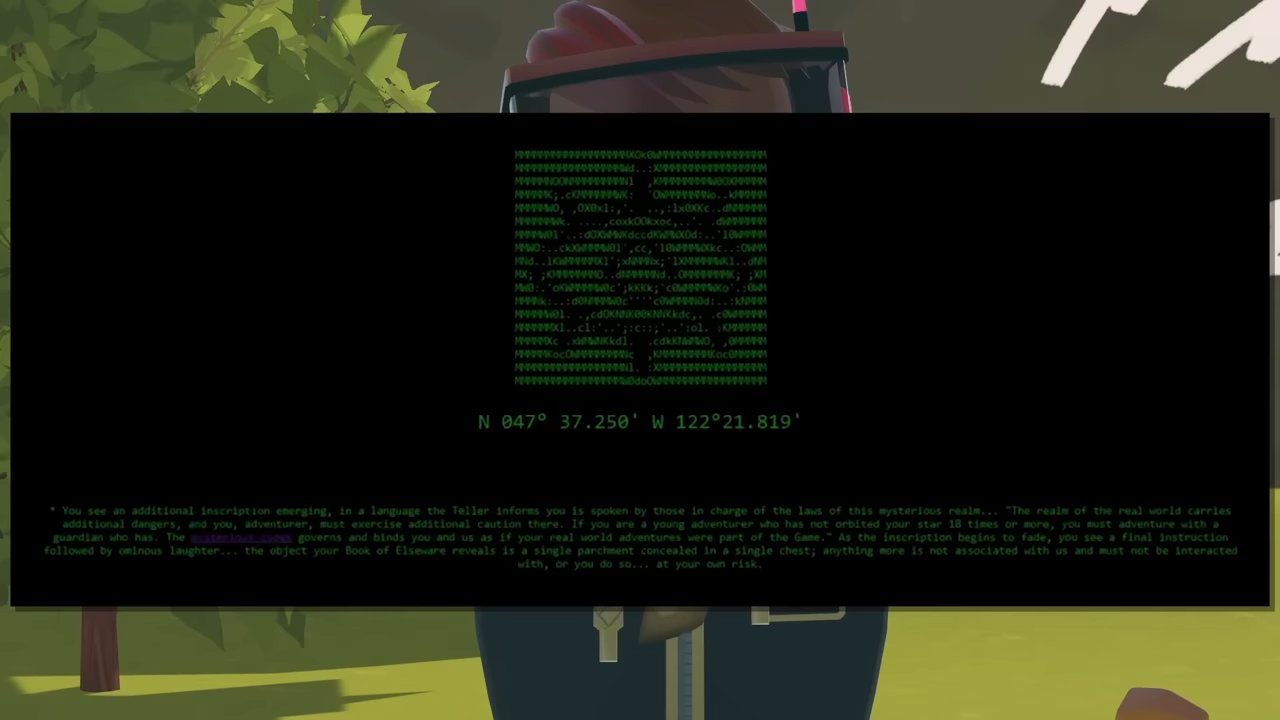 N 047° 37.250' W 122°21.819'
* You see an additional inscription emerging, in a language the Teller informs you is spoken by those in charge of the laws of this mysterious realm... "The realm of the real world carries
additional dangers, and you, adventurer, must exercise additional caution there. If you are a young adventurer who has not orbited your star 18 times or more, you must adventure with a
guardian who has. The mysterious codex governs and binds you and us as if your real world adventures were part of the Game." As the inscription begins to fade, you see a final instruction
followed by ominous laughter... the object your Book of Elseware reveals is a single parchment concealed in a single chest; anything more is not associated with us and must not be interacted
with, or you do so... at your own risk.